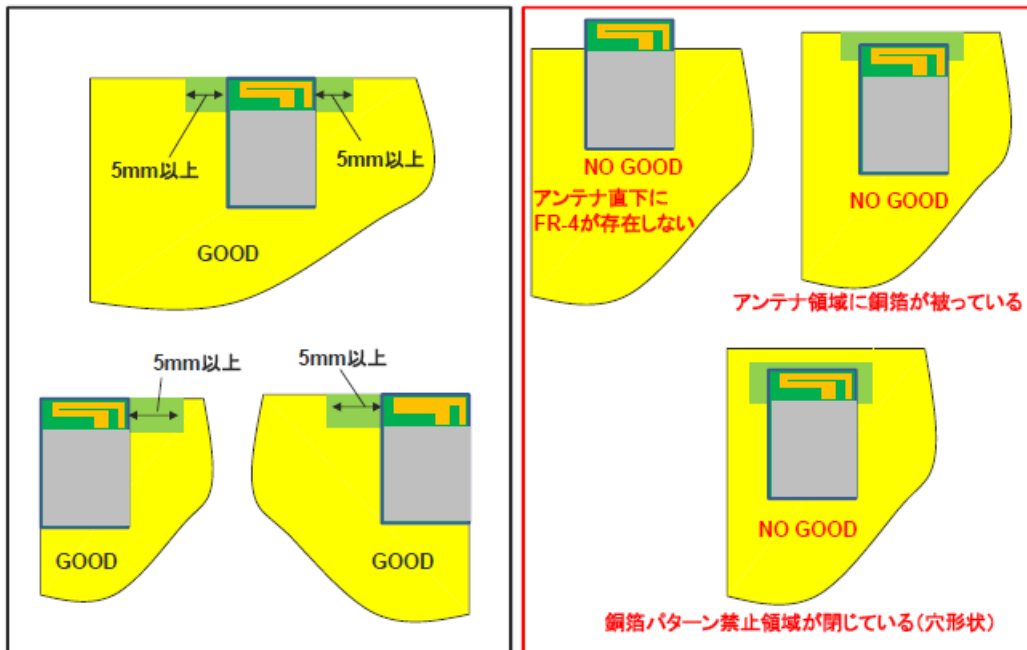 5mm以上
5mm以上
GOOD
5mm以上
5mm以上
GOOD
GOOD
NO GOOD
アンテナ直下に
FR-4が存在しない
NO GOOD
アンテナ領域に銅箔が被っている
NO GOOD
銅箔パターン禁止領域が閉じている(穴形状)